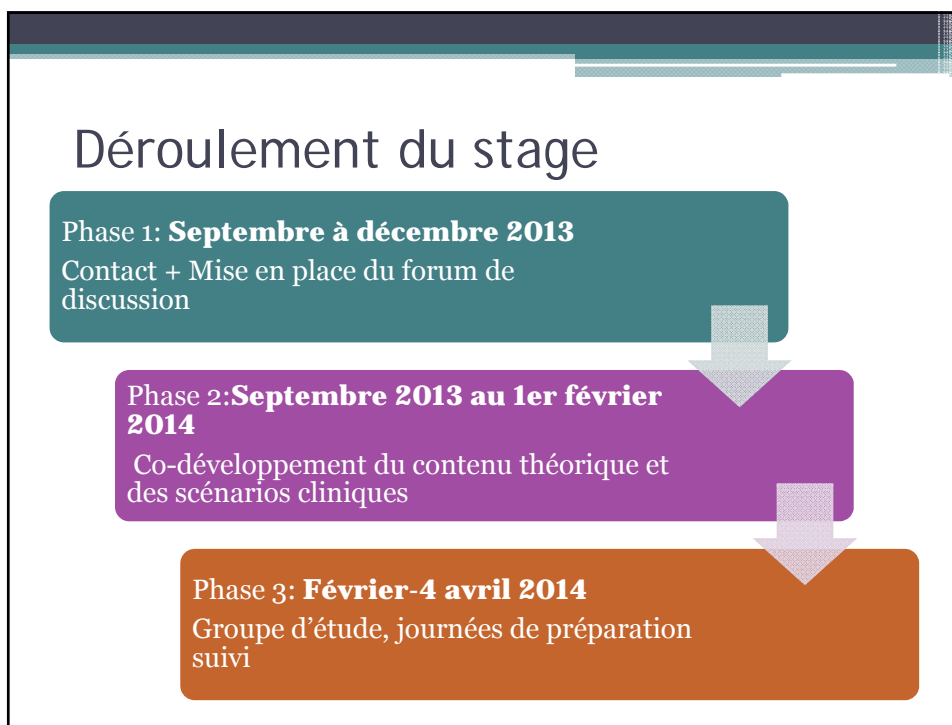 Déroulement du stage
Phase 1: Septembre à décembre 2013
Contact + Mise en place du forum de
discussion
Phase 2:Septembre 2013 au 1er février
2014
Co-développement du contenu théorique et
des scénarios cliniques
Phase 3: Février-4 avril 2014
Groupe d'étude, journées de préparation
suivi